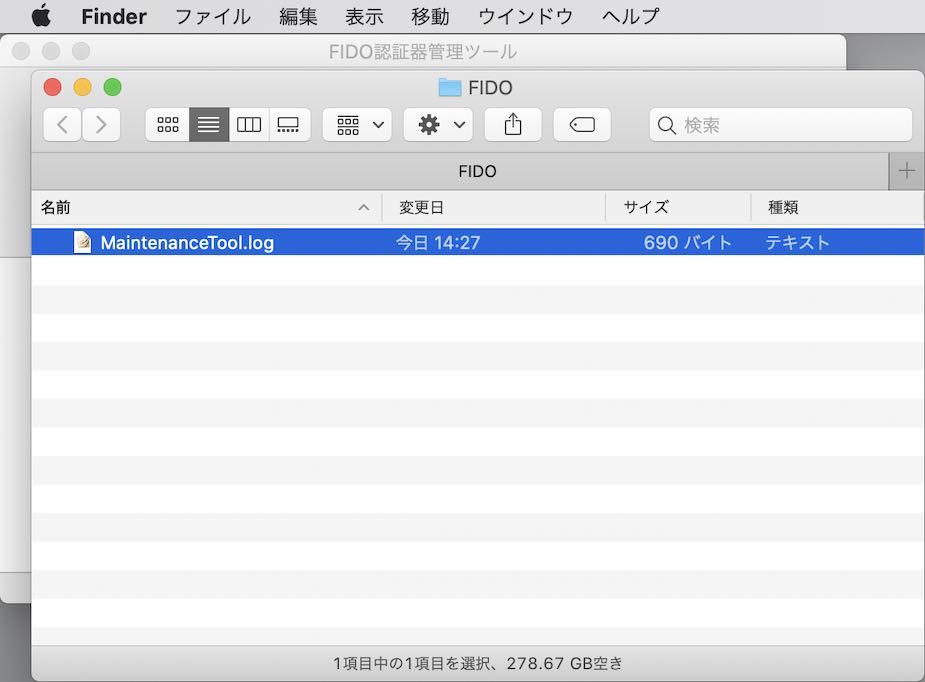 Finder ファイル 編集 表示 移動 ウインドウ ヘルプ
FIDO認証器管理ツール
FIDO
検索
FIDO
名前 変更日 サイズ 種類
MaintenanceTool.log 今日 14:27 690 バイト テキスト
1項目中の1項目を選択、278.67 GB空き